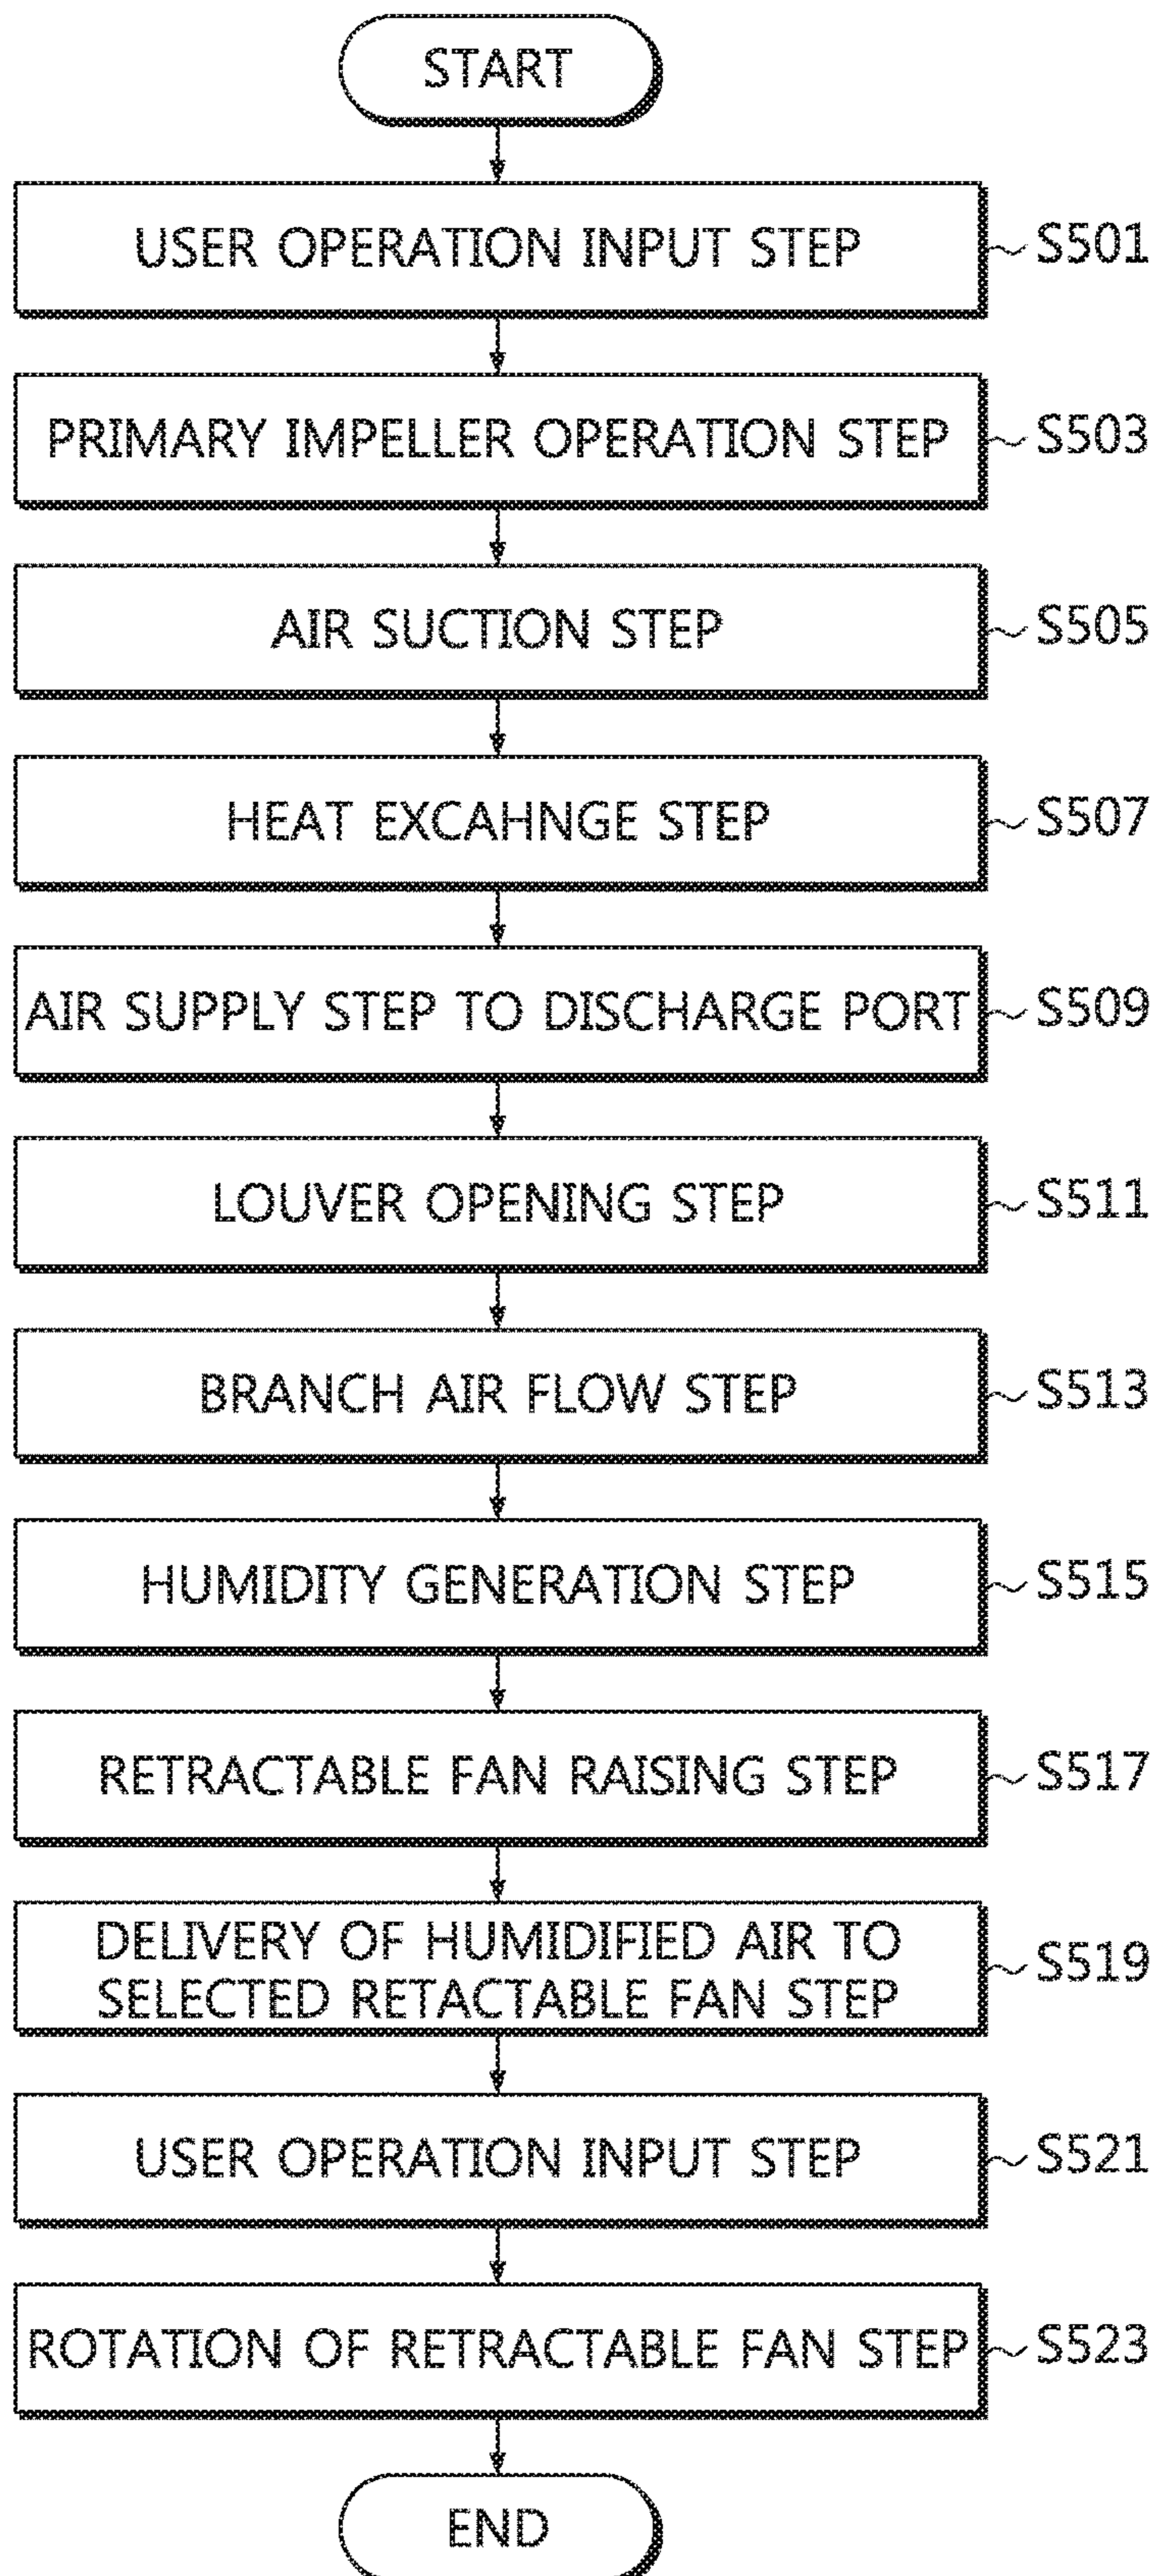 START
USER OPERATION INPUT STEP
S501
PRIMARY IMPELLER OPERATION STEP
S503
AIR SUCTION STEP
S505
HEAT EXCAHNGE STEP
S507
AIR SUPPLY STEP TO DISCHARGE PORT
S509
LOUVER OPENING STEP
S511
BRANCH AIR FLOW STEP
S513
HUMIDITY GENERATION STEP
S515
RETRACTABLE FAN RAISING STEP
S517
DELIVERY OF HUMIDIFIED AIR TO
SELECTED RETACTABLE FAN STEP
S519
USER OPERATION INPUT STEP
S521
ROTATION OF RETRACTABLE FAN STEP
S523
END